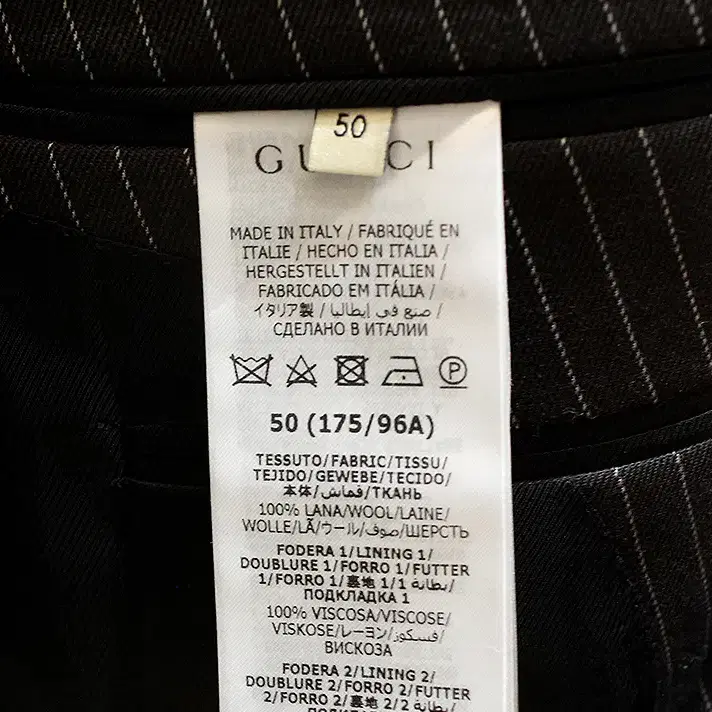 50
GUCCI
MADE IN ITALY / FABRIQUÉ EN
ITALIE / HECHO EN ITALIA /
HERGESTELLT IN ITALIEN /
FABRICADO EM ITÁLIA /
イタリア製 / صنع في إيطاليا /
СДЕЛАНО В ИТАЛИИ
P
50 (175/96A)
TESSUTO/FABRIC/TISSU/
TEJIDO/GEWEBE/TECIDO/
本体/قماش/ТКАНЬ
100% LANA/WOOL/LAINE/
WOLLE/LÃ/ウール/صوف/ШЕРСТЬ
FODERA 1/LINING 1/
DOUBLURE 1/FORRO 1/FUTTER
1/FORRO 1/裏地 1/1 بطانة/
ПОДКЛАДКА 1
100% VISCOSA/VISCOSE/
VISKOSE/レーヨン/فسكوز/
ВИСКОЗА
FODERA 2/LINING 2/
DOUBLURE 2/FORRO 2/FUTTER
2/FORRO 2/裏地 2/2 بطانة/